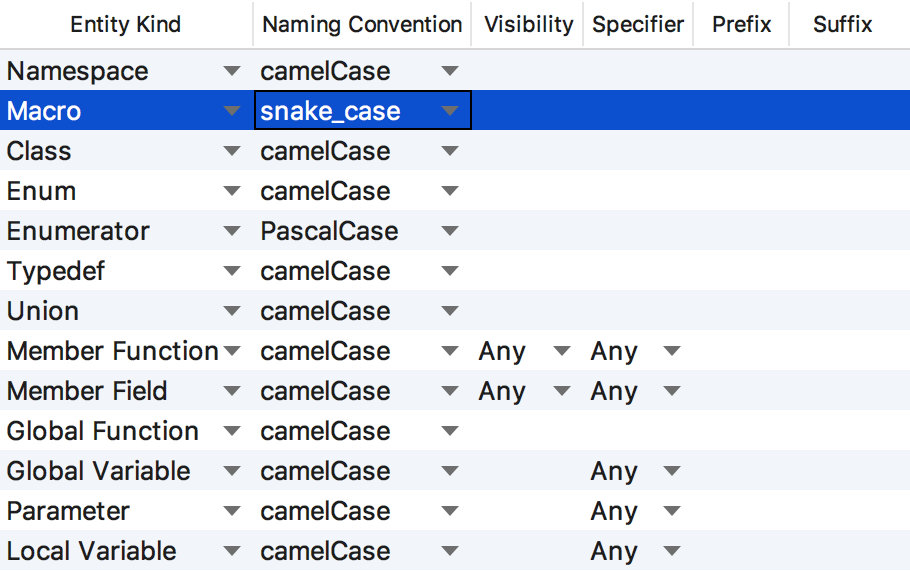 Entity Kind Naming Convention Visibility Specifier Prefix Suffix
Namespace camelCase
Macro snake_case
Class camelCase
Enum camelCase
Enumerator PascalCase
Typedef camelCase
Union camelCase
Member Function camelCase Any Any
Member Field camelCase Any Any
Global Function camelCase
Global Variable camelCase Any
Parameter camelCase Any
Local Variable camelCase Any